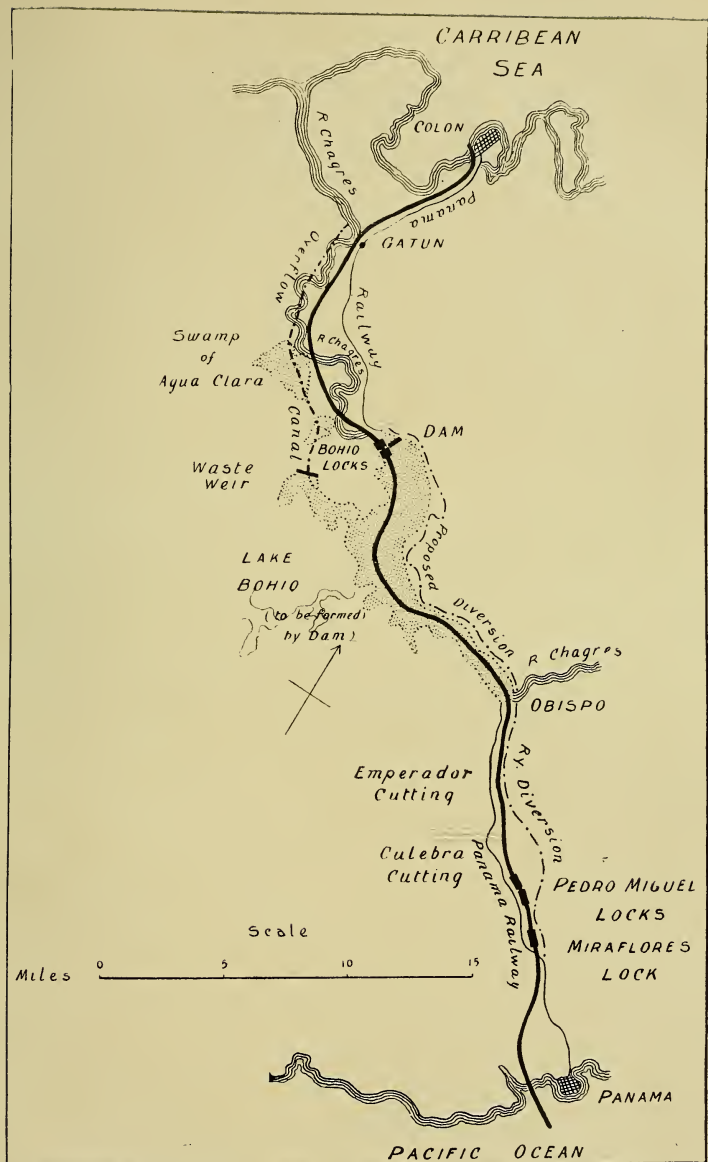 CARRIBEAN
SEA
R Chagres
COLON
Panama
GATUN
Overflow
Railway
Swamp
of
Agua Clara
R Chagres
Canal
DAM
BOHIO
LOCKS
Waste
Weir
Proposed
LAKE
BOHIO
(to be formed
by Dam)
Diversion
R Chagres
OBISPO
Emperador
Cutting
Ry. Diversion
Culebra
Cutting
Panama Railway
PEDRO MIGUEL
LOCKS
MIRAFLORES
LOCK
Scale
Miles 0 5 10 15
PANAMA
PACIFIC OCEAN